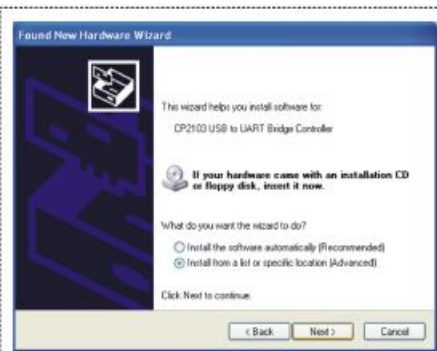 Found New Hardware Wizard
This wizard helps you install software for:
CP2103 USB to UART Bridge Controller
If your hardware came with an installation CD
or floppy disk, insert it now.
What do you want the wizard to do?
Install the software automatically (Recommended)
Install from a list or specific location (Advanced)
Click Next to continue.
< Back
Next >
Cancel